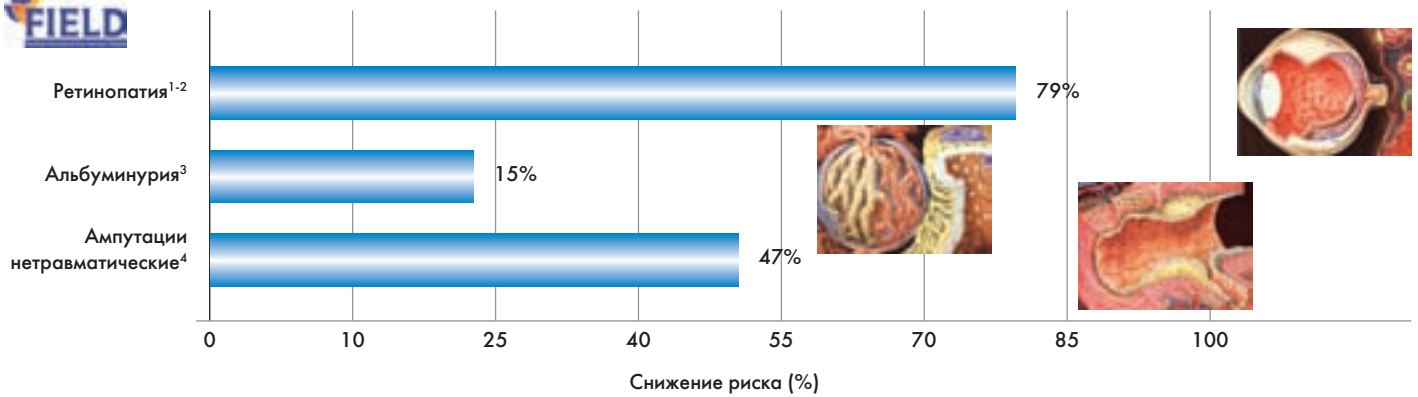 FIELD
Ретинопатия¹⁻² 79%
Альбуминурия³ 15%
Ампутации
нетравматические⁴ 47%
0 10 25 40 55 70 85 100
Снижение риска (%)